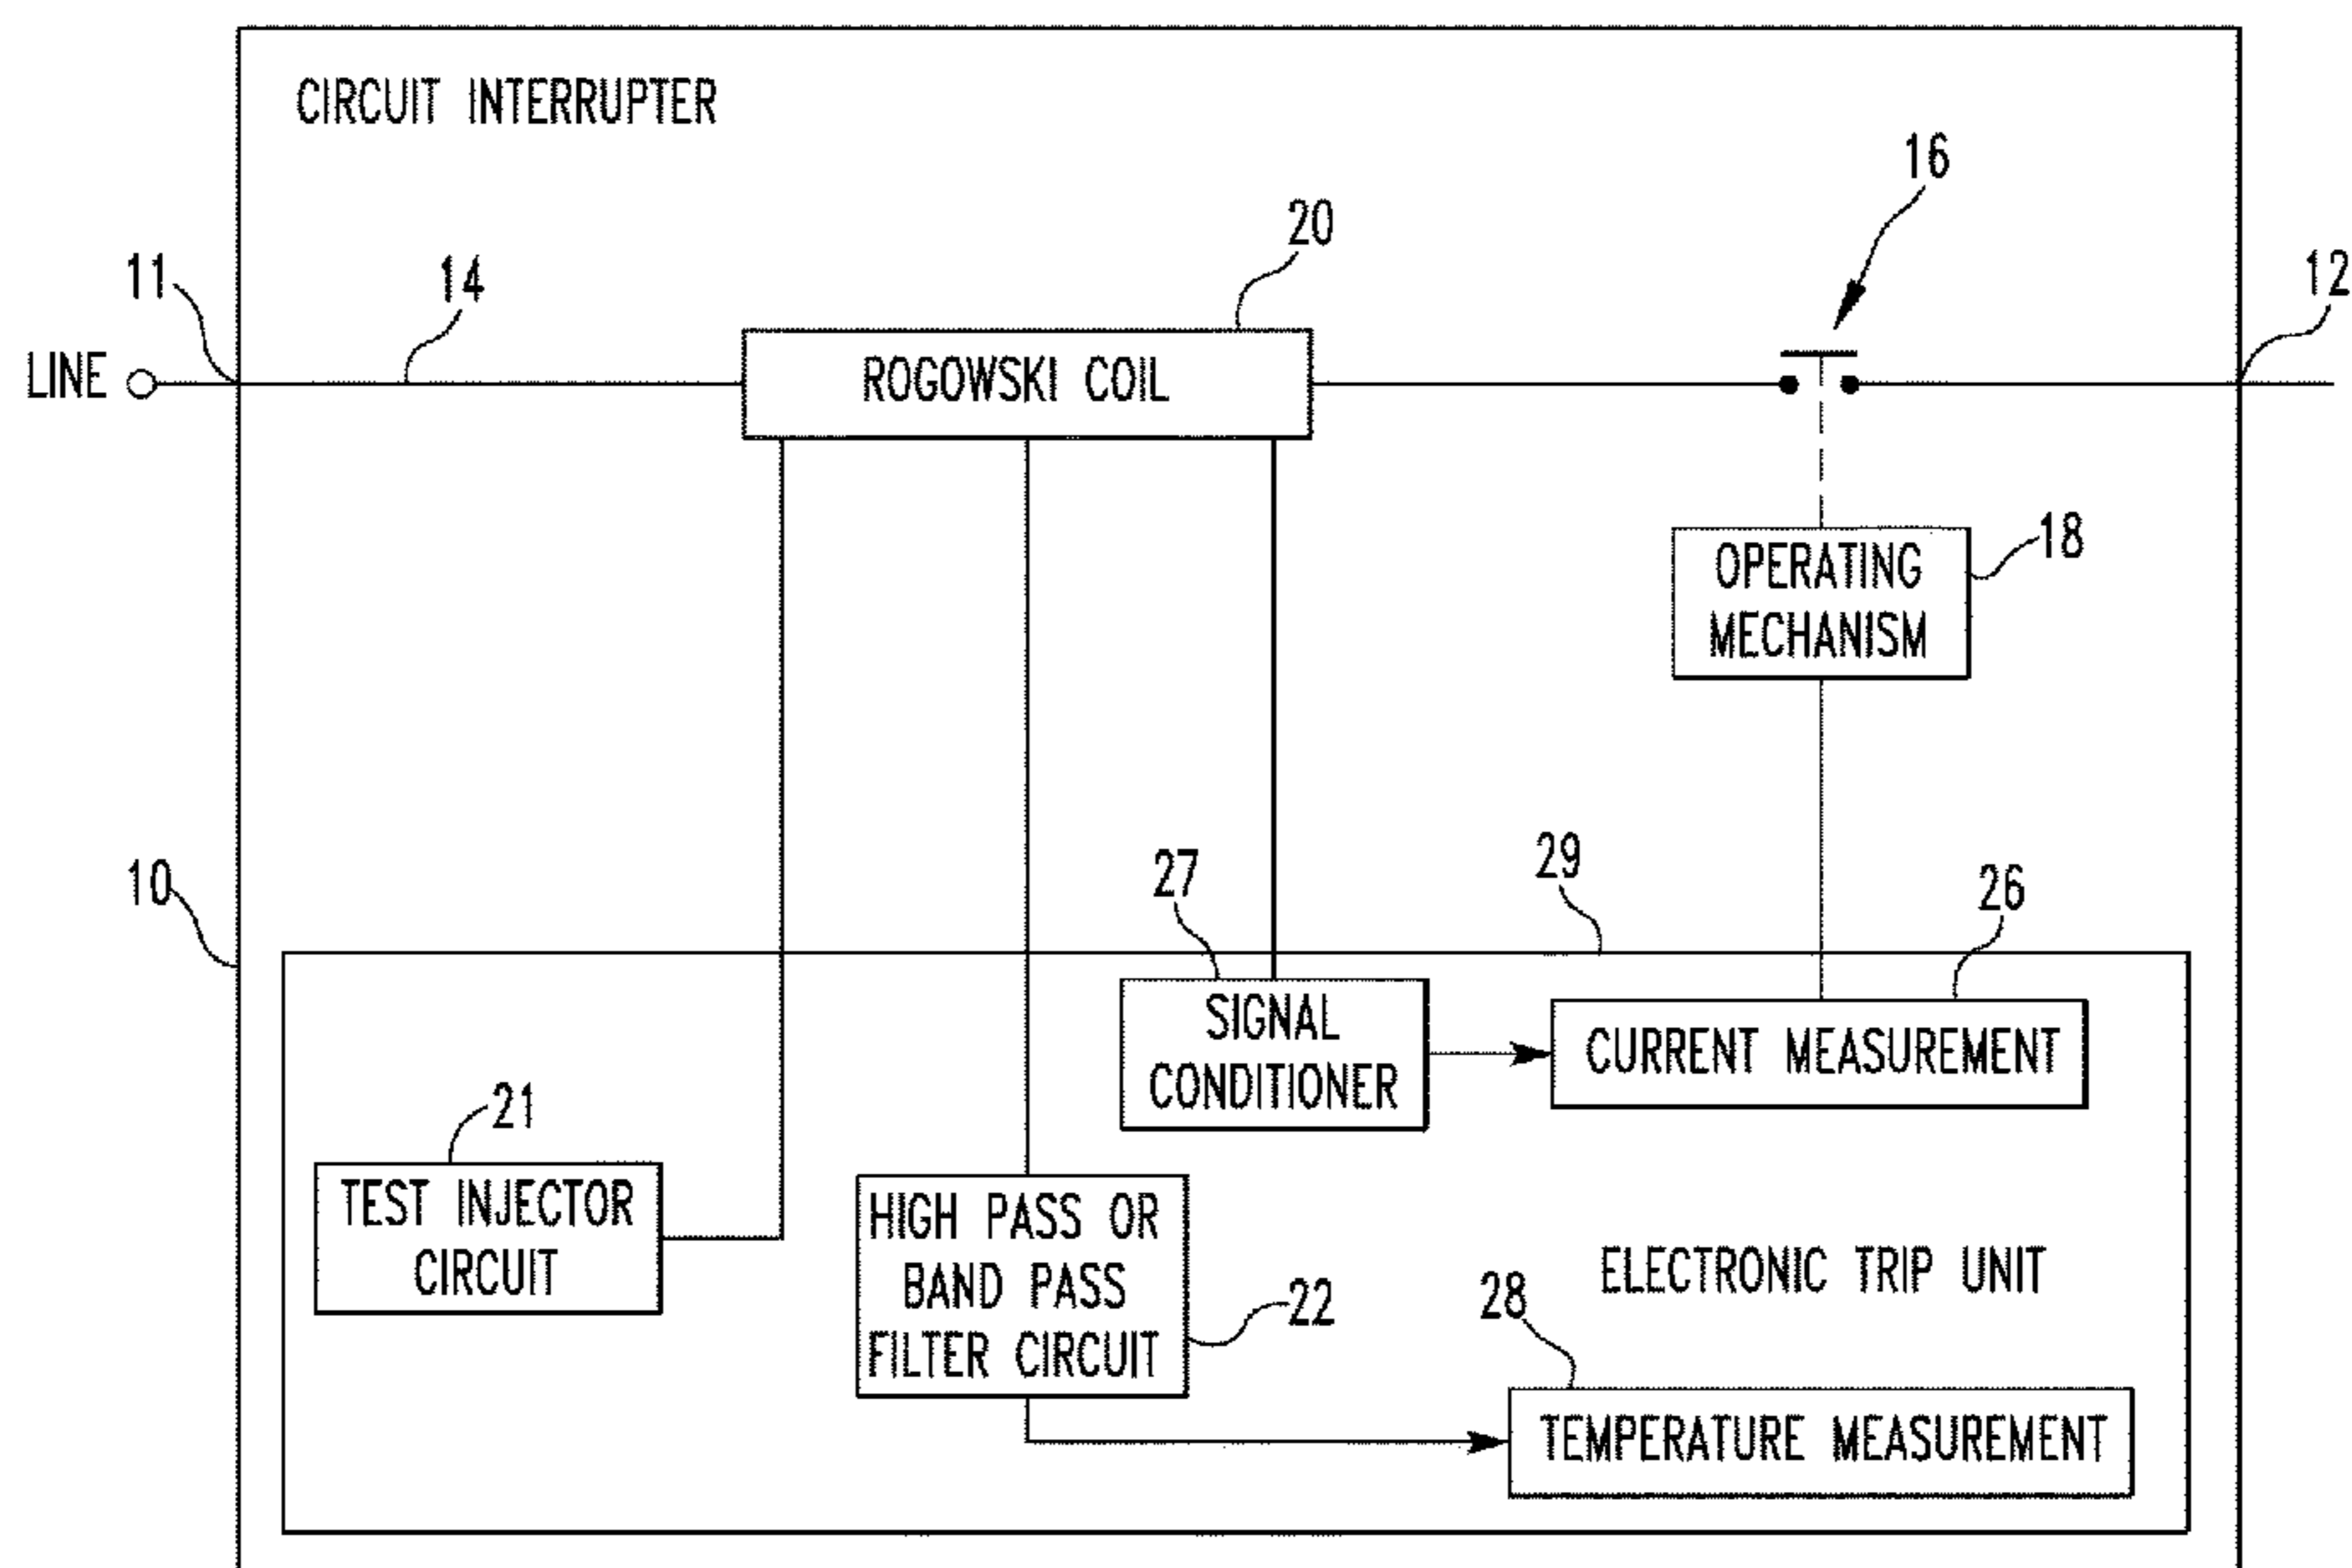 CIRCUIT INTERRUPTER
16
20
11
14
12
LINE
ROGOWSKI COIL
18
OPERATING
MECHANISM
10
27
29
26
SIGNAL
CONDITIONER
CURRENT MEASUREMENT
21
TEST INJECTOR
CIRCUIT
HIGH PASS OR
BAND PASS
FILTER CIRCUIT
22
ELECTRONIC TRIP UNIT
28
TEMPERATURE MEASUREMENT